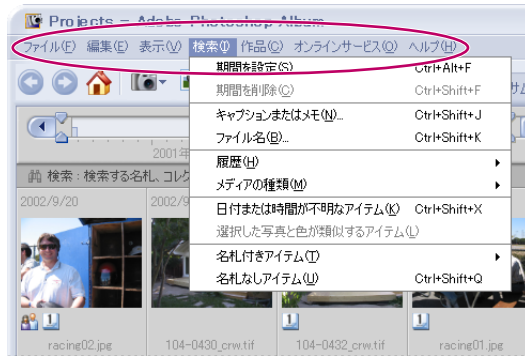 Projects - Adobe Photoshop Album
ファイル(F) 編集(E) 表示(V) 検索(I) 作品(C) オンラインサービス(O) ヘルプ(H)
期間を設定(S) Ctrl+Alt+F
期間を削除(C) Ctrl+Shift+F
キャプションまたはメモ(N)... Ctrl+Shift+J
ファイル名(B)... Ctrl+Shift+K
2001年
履歴(H)
検索 : 検索する名札、コレク
メディアの種類(M)
2002/9/20 2002/9
日付または時間が不明なアイテム(K) Ctrl+Shift+X
選択した写真と色が類似するアイテム(L)
名札付きアイテム(T)
名札なしアイテム(U) Ctrl+Shift+Q
1 1 1
racing02.jpg 104-0430_crw.tif 104-0432_crw.tif racing01.jpg